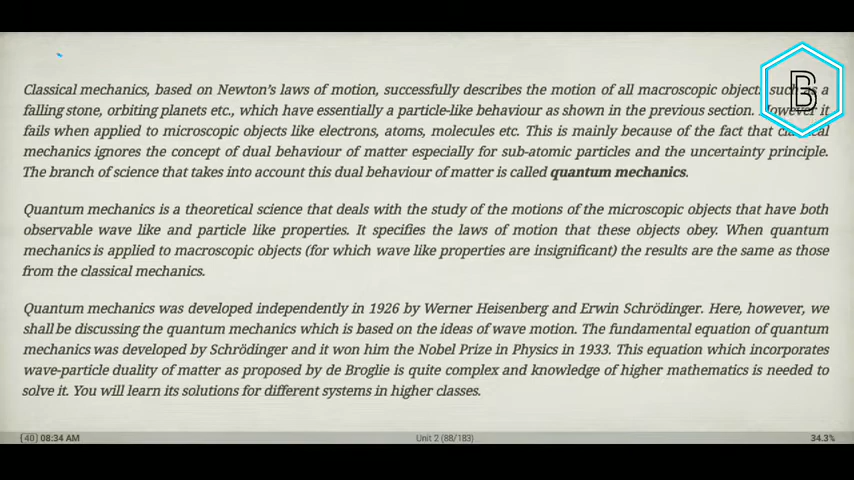 Classical mechanics, based on Newton's laws of motion, successfully describes the motion of all macroscopic objects such as a
falling stone, orbiting planets etc., which have essentially a particle-like behaviour as shown in the previous section. However it
fails when applied to microscopic objects like electrons, atoms, molecules etc. This is mainly because of the fact that classical
mechanics ignores the concept of dual behaviour of matter especially for sub-atomic particles and the uncertainty principle.
The branch of science that takes into account this dual behaviour of matter is called quantum mechanics.
Quantum mechanics is a theoretical science that deals with the study of the motions of the microscopic objects that have both
observable wave like and particle like properties. It specifies the laws of motion that these objects obey. When quantum
mechanics is applied to macroscopic objects (for which wave like properties are insignificant) the results are the same as those
from the classical mechanics.
Quantum mechanics was developed independently in 1926 by Werner Heisenberg and Erwin Schrödinger. Here, however, we
shall be discussing the quantum mechanics which is based on the ideas of wave motion. The fundamental equation of quantum
mechanics was developed by Schrödinger and it won him the Nobel Prize in Physics in 1933. This equation which incorporates
wave-particle duality of matter as proposed by de Broglie is quite complex and knowledge of higher mathematics is needed to
solve it. You will learn its solutions for different systems in higher classes.
B
{40} 08:34 AM
Unit 2 (88/183)
34.3%